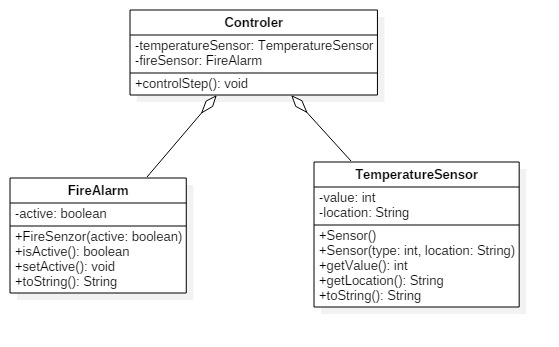 Controler
-temperatureSensor: TemperatureSensor
-fireSensor: FireAlarm
+controlStep(): void
FireAlarm
-active: boolean
+FireSenzor(active: boolean)
+isActive(): boolean
+setActive(): void
+toString(): String
TemperatureSensor
-value: int
-location: String
+Sensor()
+Sensor(type: int, location: String)
+getValue(): int
+getLocation(): String
+toString(): String